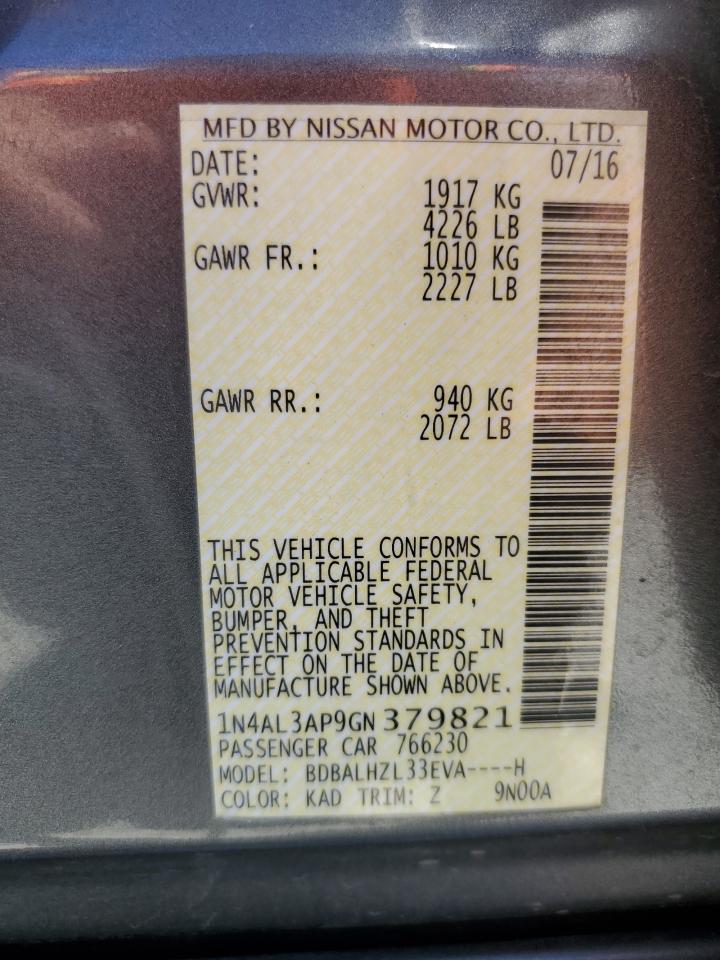 MFD BY NISSAN MOTOR CO., LTD.
DATE: 07/16
GVWR: 1917 KG
4226 LB
GAWR FR.: 1010 KG
2227 LB
GAWR RR.: 940 KG
2072 LB
THIS VEHICLE CONFORMS TO
ALL APPLICABLE FEDERAL
MOTOR VEHICLE SAFETY,
BUMPER, AND THEFT
PREVENTION STANDARDS IN
EFFECT ON THE DATE OF
MANUFACTURE SHOWN ABOVE.
1N4AL3AP9GN379821
PASSENGER CAR 766230
MODEL: BDBALHZL33EVA----H
COLOR: KAD TRIM: Z 9N00A